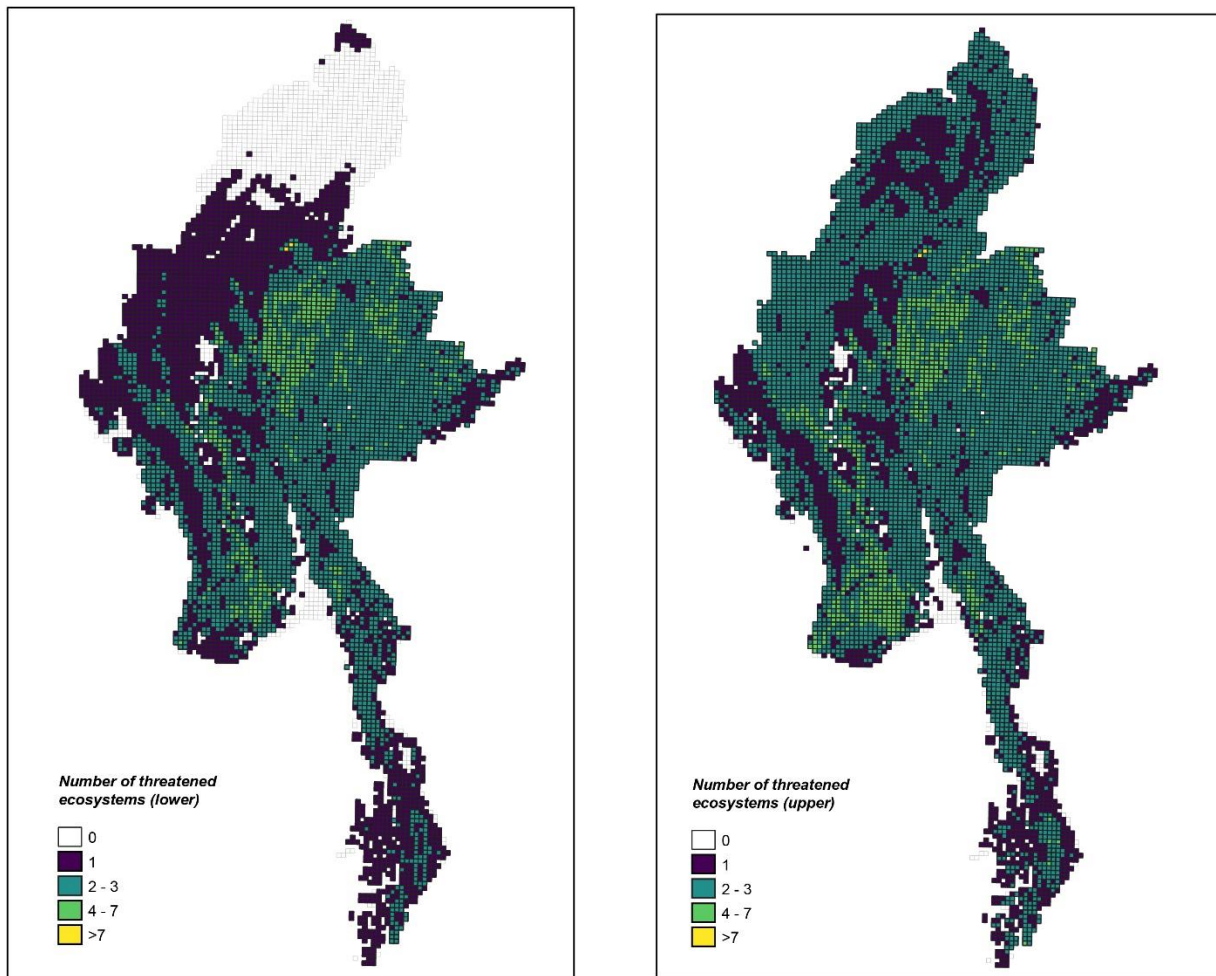 Number of threatened
ecosystems (lower)
0
1
2 - 3
4 - 7
>7
Number of threatened
ecosystems (upper)
0
1
2 - 3
4 - 7
>7